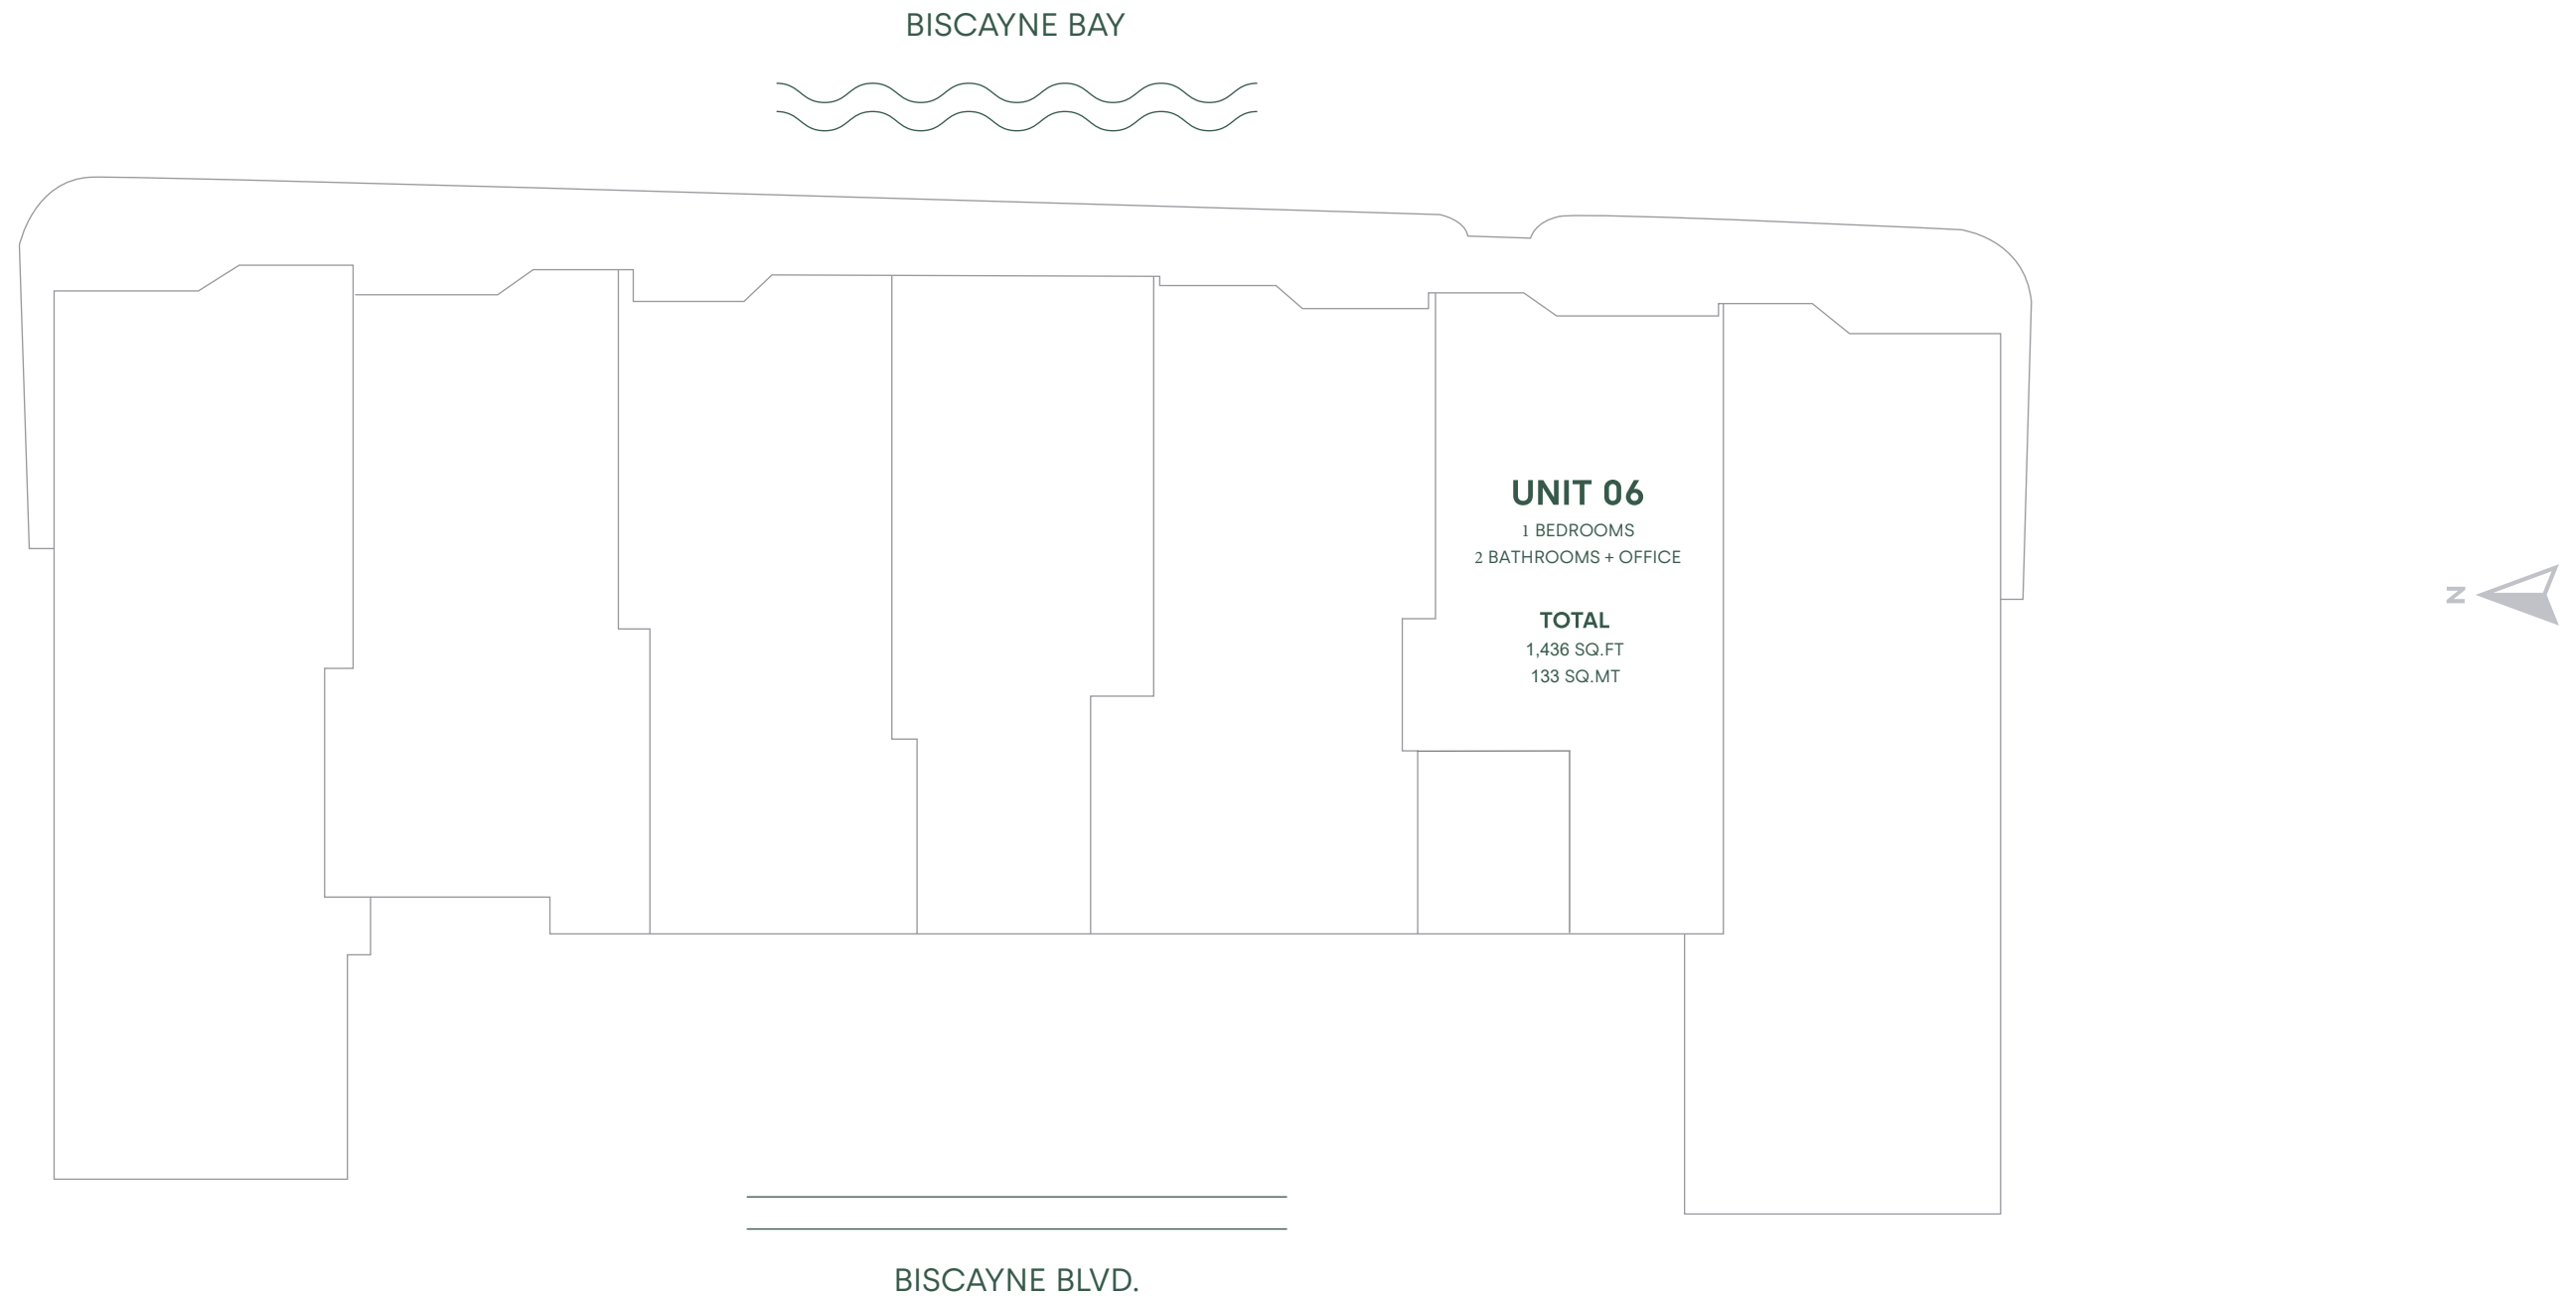 BISCAYNE BAY
UNIT 06
1 BEDROOMS
2 BATHROOMS + OFFICE
TOTAL
1,436 SQ.FT
133 SQ.MT
N
BISCAYNE BLVD.